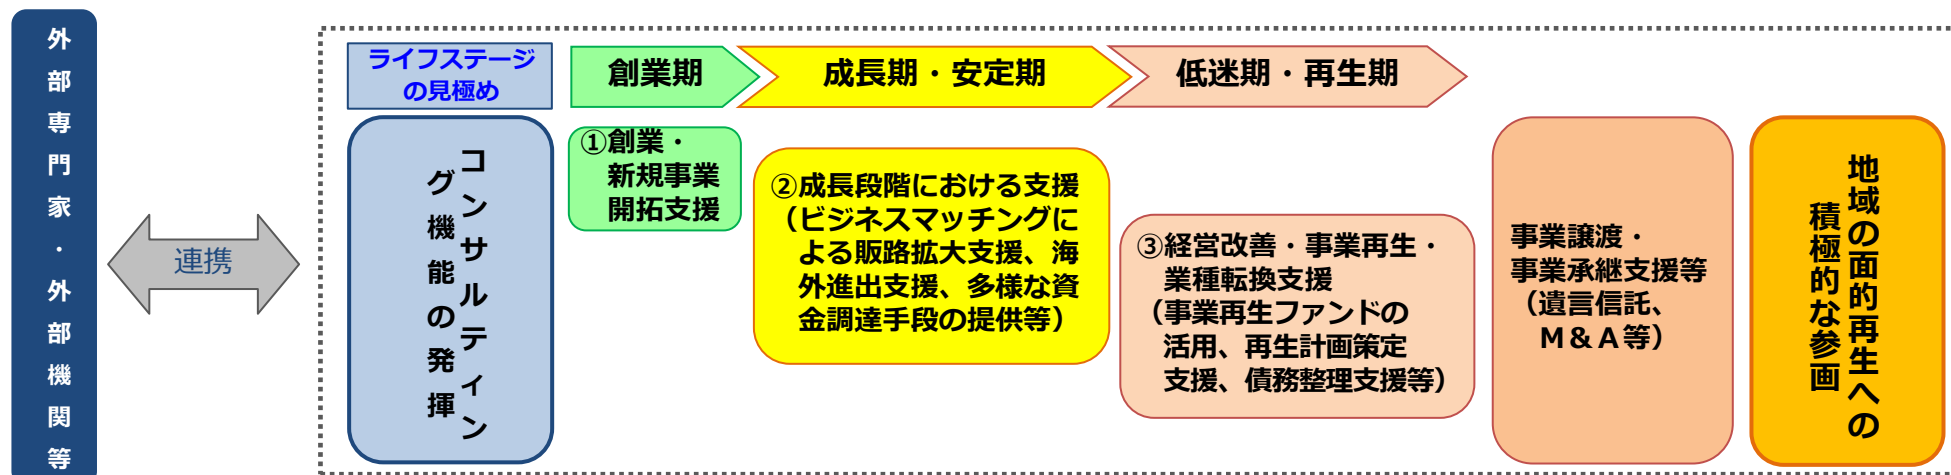 外部専門家・外部機関等
連携
ライフステージ
の見極め
創業期
成長期・安定期
低迷期・再生期
コンサルティン
グ機能の発揮
①創業・
新規事業
開拓支援
②成長段階における支援
（ビジネスマッチングに
よる販路拡大支援、海
外進出支援、多様な資
金調達手段の提供等）
③経営改善・事業再生・
業種転換支援
（事業再生ファンドの
活用、再生計画策定
支援、債務整理支援等）
事業譲渡・
事業承継支援等
（遺言信託、
Ｍ＆Ａ等）
地域の面的再生への
積極的な参画